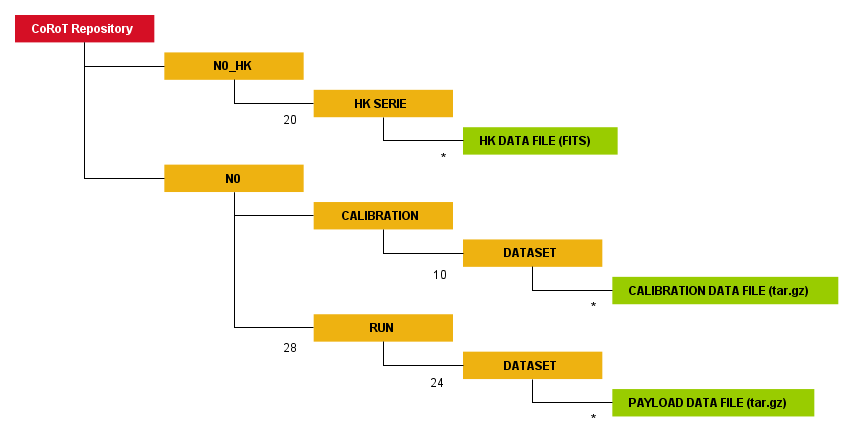 CoRoT Repository
N0_HK
HK SERIE
20
HK DATA FILE (FITS)
*
N0
CALIBRATION
DATASET
10
CALIBRATION DATA FILE (tar.gz)
*
RUN
28
DATASET
24
PAYLOAD DATA FILE (tar.gz)
*